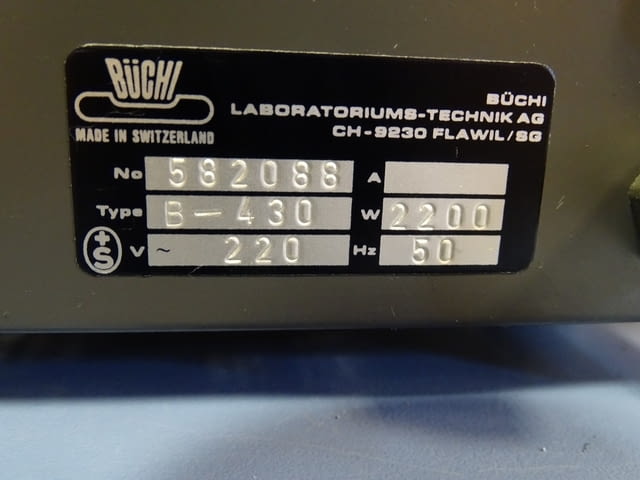 BÜCHI
MADE IN SWITZERLAND
BÜCHI
LABORATORIUMS-TECHNIK AG
CH-9230 FLAWIL/SG
No 582088 A
Type B-430 W 2200
+S V ~ 220 Hz 50